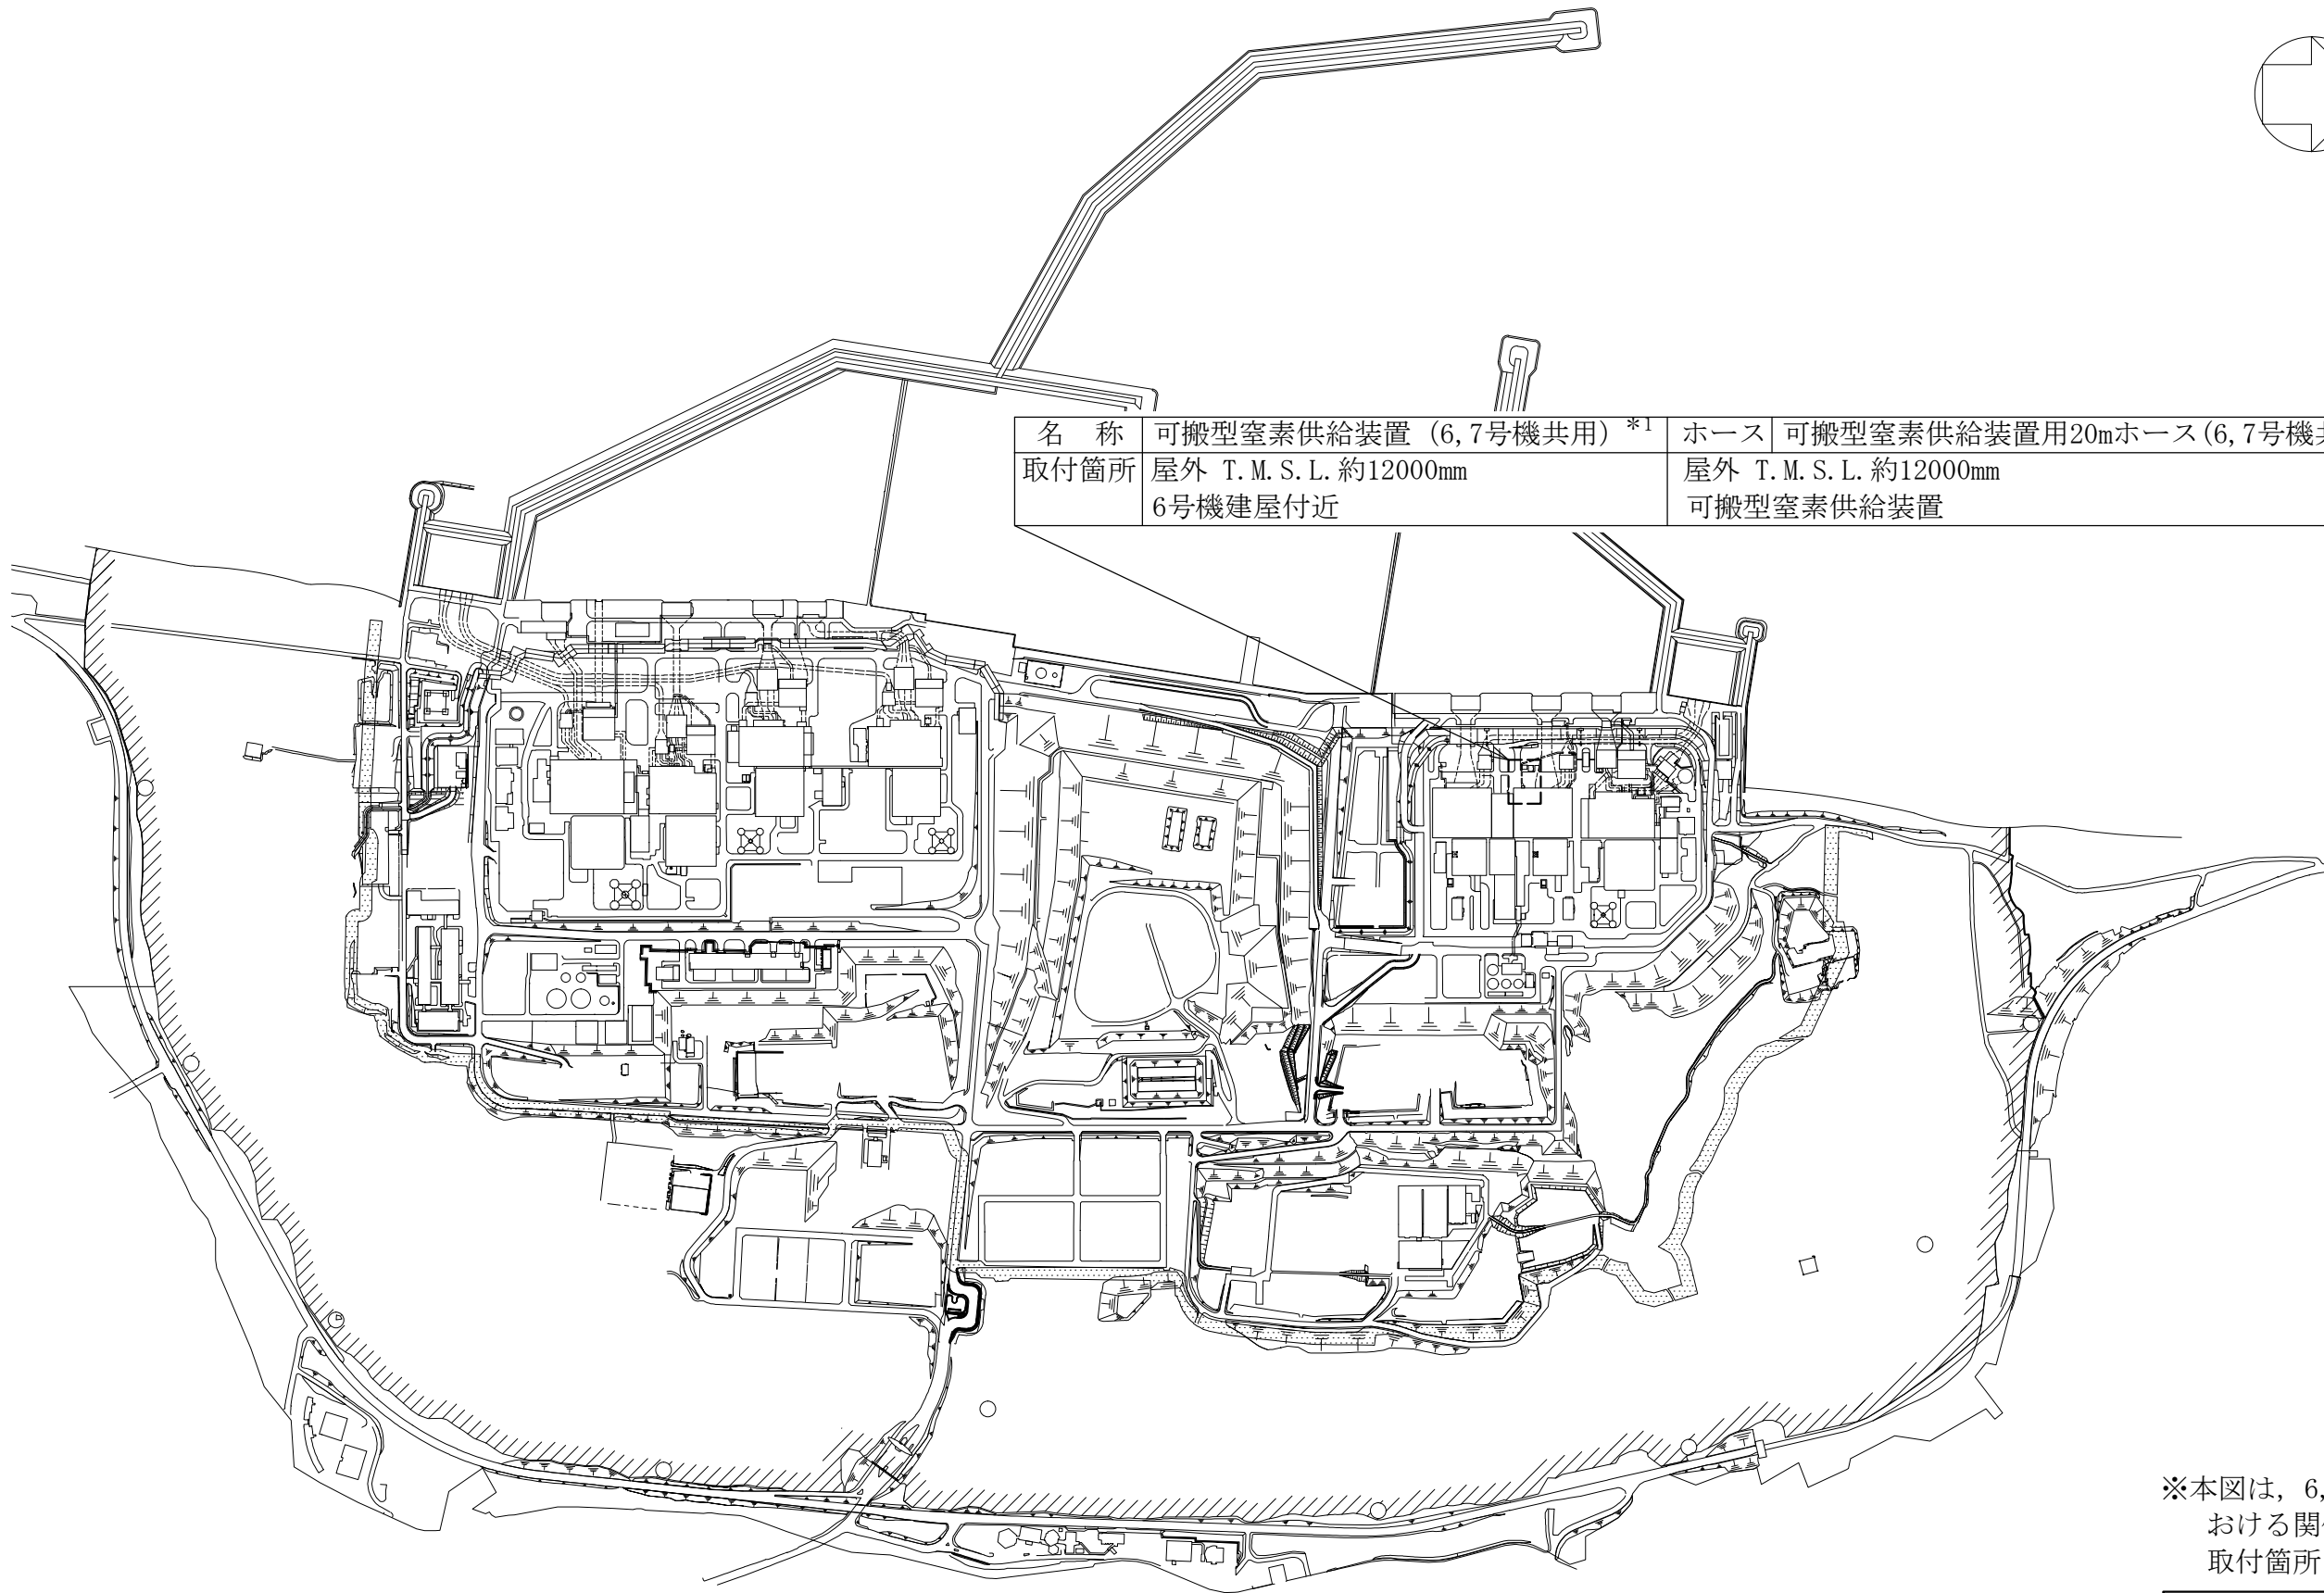 名　称 可搬型窒素供給装置 (6,7号機共用)*1 ホース 可搬型窒素供給装置用20mホース(6,7号機
取付箇所 屋外 T.M.S.L.約12000mm 屋外 T.M.S.L.約12000mm
6号機建屋付近 可搬型窒素供給装置
※本図は, 6,
おける関
取付箇所